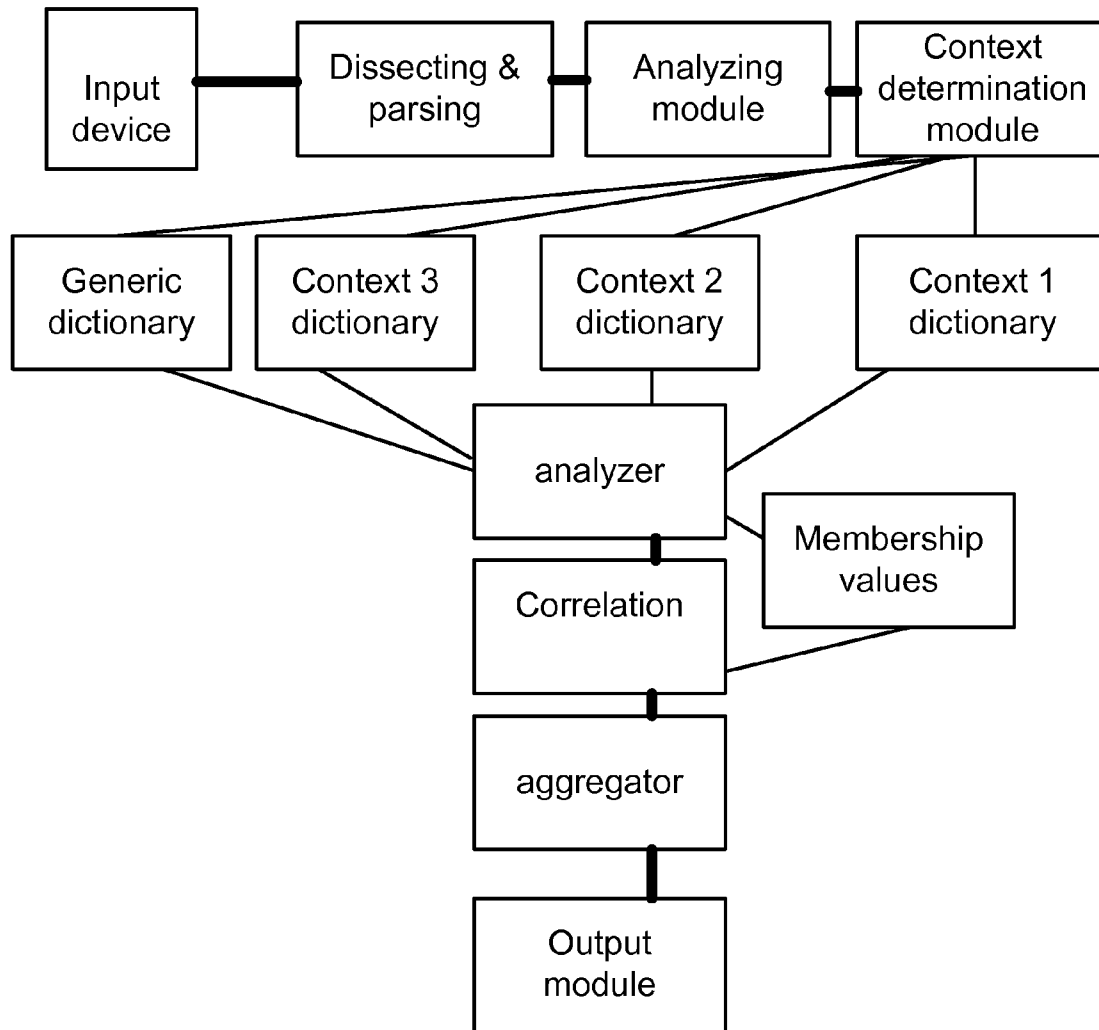 Input
device
Dissecting &
parsing
Analyzing
module
Context
determination
module
Generic
dictionary
Context 3
dictionary
Context 2
dictionary
Context 1
dictionary
analyzer
Membership
values
Correlation
aggregator
Output
module